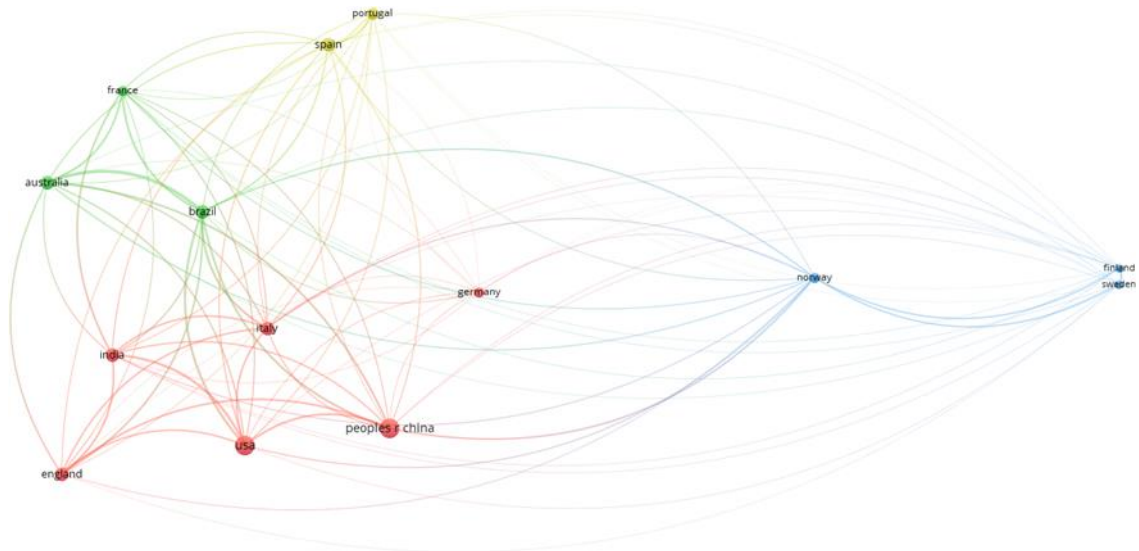 portugal
spain
france
australia
brazil
finland
norway
sweden
germany
italy
india
peoples r china
usa
england